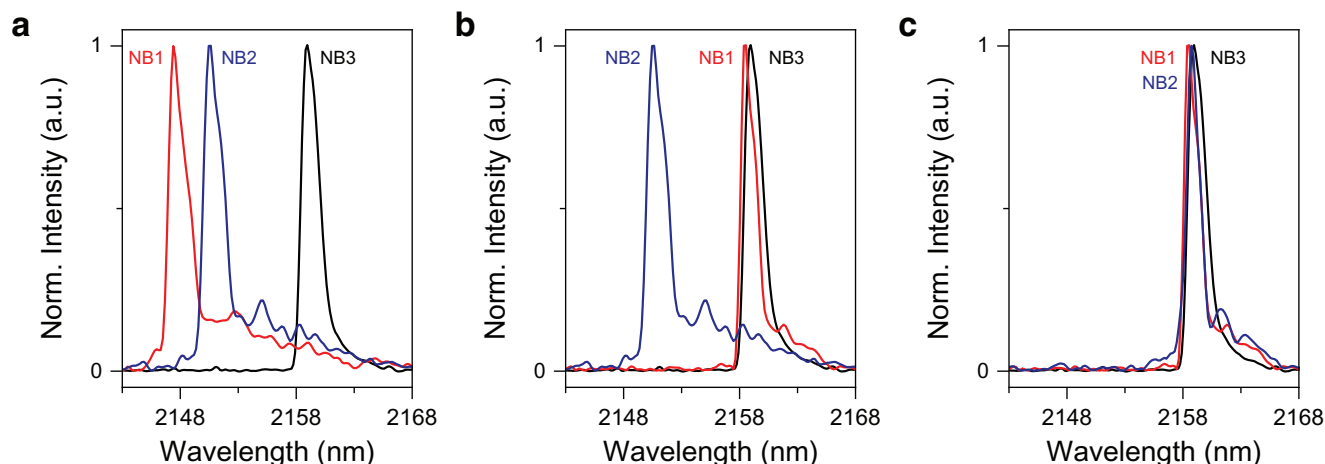 a
1
NB1
NB2
NB3
0
2148
2158
2168
Norm. Intensity (a.u.)
Wavelength (nm)
b
1
NB2
NB1
NB3
0
2148
2158
2168
Norm. Intensity (a.u.)
Wavelength (nm)
c
1
NB1
NB3
NB2
0
2148
2158
2168
Norm. Intensity (a.u.)
Wavelength (nm)